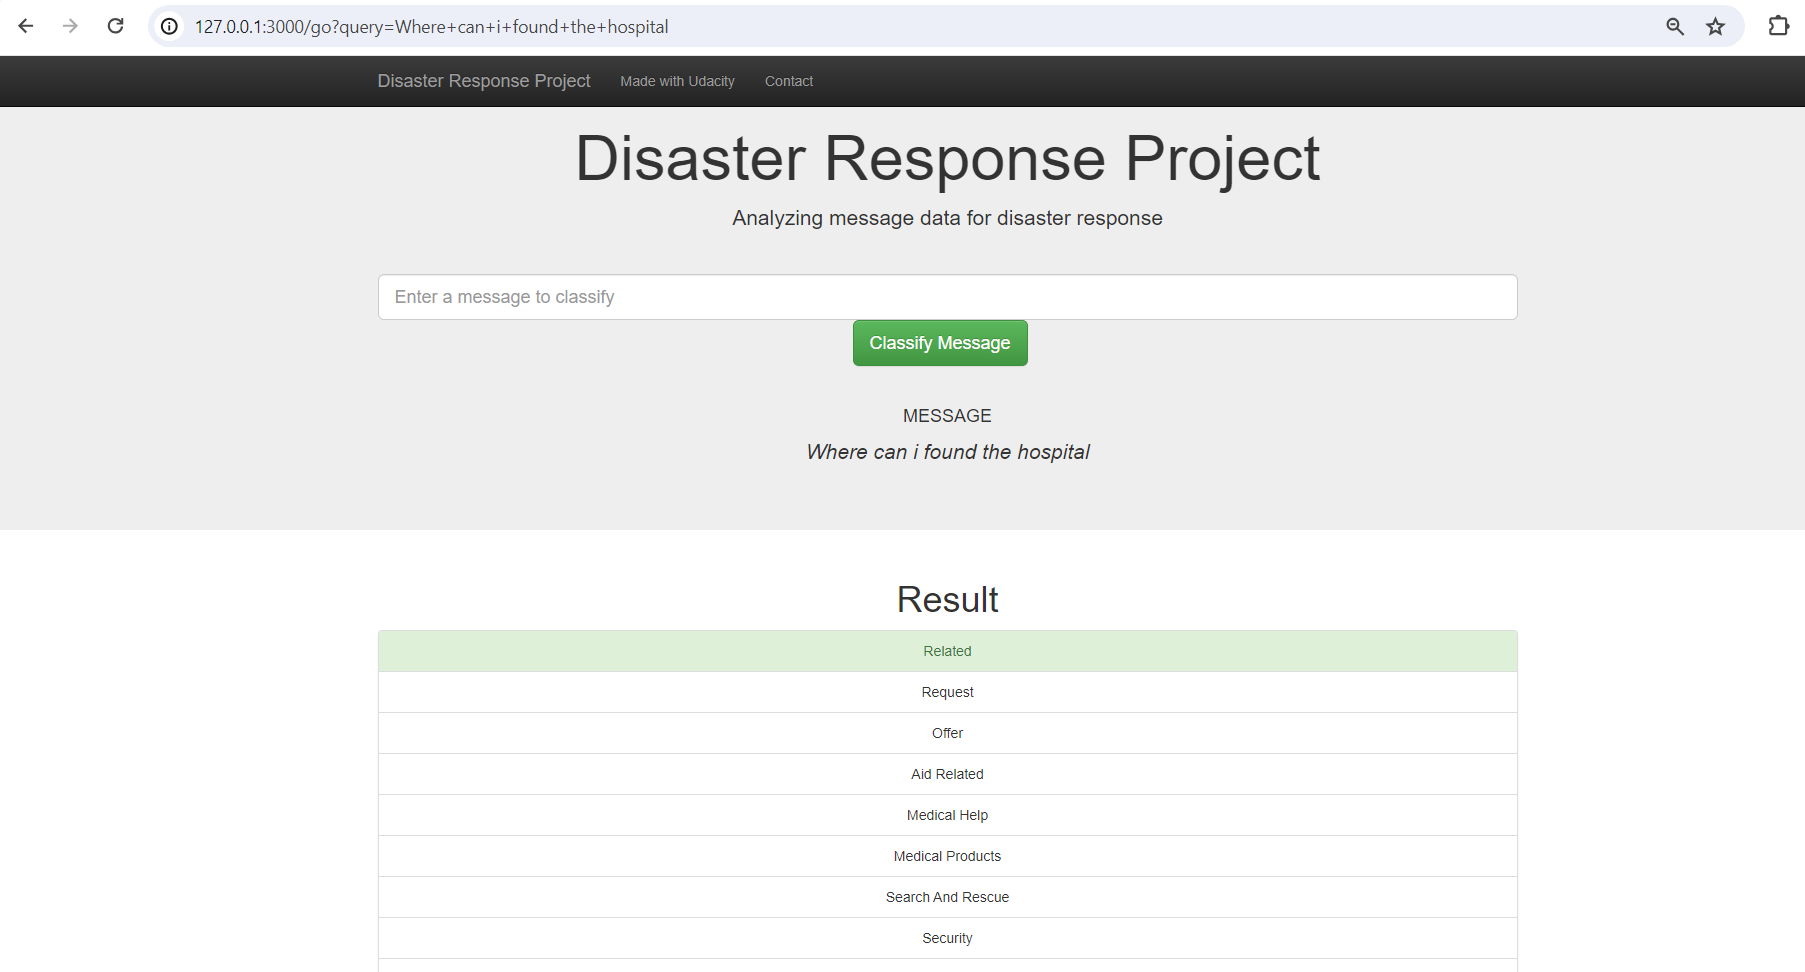 127.0.0.1:3000/go?query=Where+can+i+found+the+hospital
Disaster Response Project Made with Udacity Contact
Disaster Response Project
Analyzing message data for disaster response
Enter a message to classify
Classify Message
MESSAGE
Where can i found the hospital
Result
Related
Request
Offer
Aid Related
Medical Help
Medical Products
Search And Rescue
Security